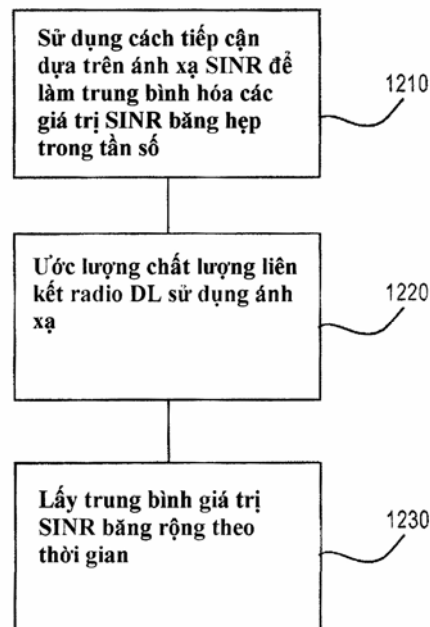 Sử dụng cách tiếp cận
dựa trên ánh xạ SINR để
làm trung bình hóa các
giá trị SINR băng hẹp
trong tần số
1210
Ước lượng chất lượng liên
kết radio DL sử dụng ánh
xạ
1220
Lấy trung bình giá trị
SINR băng rộng theo
thời gian
1230